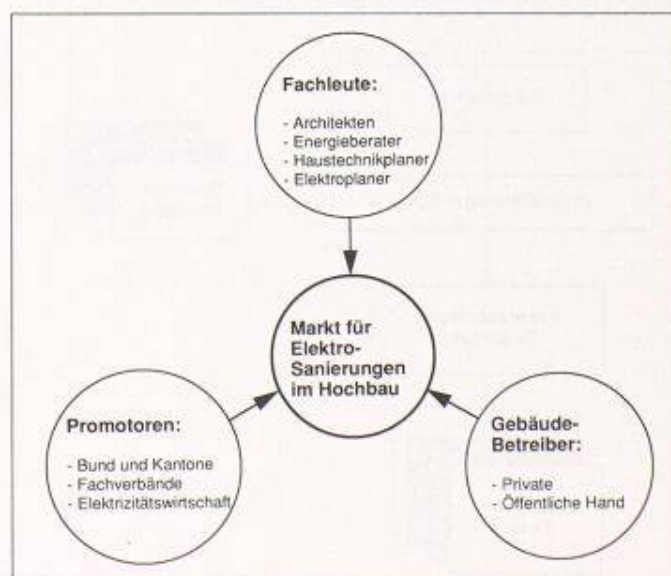 Fachleute:
- Architekten
- Energieberater
- Haustechnikplaner
- Elektroplaner
Markt für
Elektro-
Sanierungen
im Hochbau
Promotoren:
- Bund und Kantone
- Fachverbände
- Elektrizitätswirtschaft
Gebäude-
Betreiber:
- Private
- Öffentliche Hand